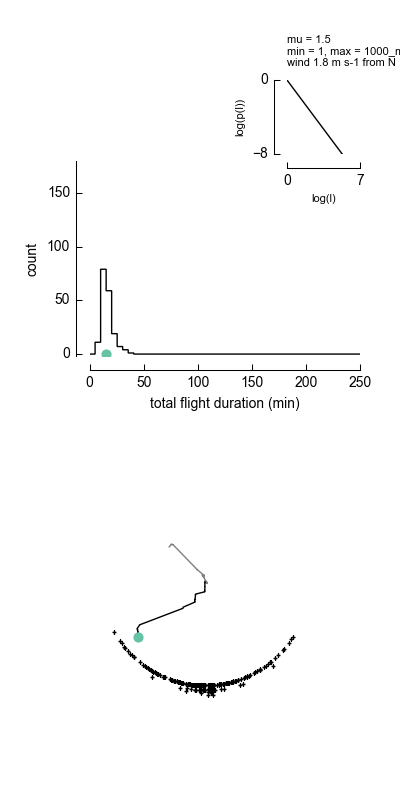 mu = 1.5
min = 1, max = 1000_m
wind 1.8 m s-1 from N
0
log(p(l))
−8
0
7
log(l)
150
100
50
0
count
0
50
100
150
200
250
total flight duration (min)